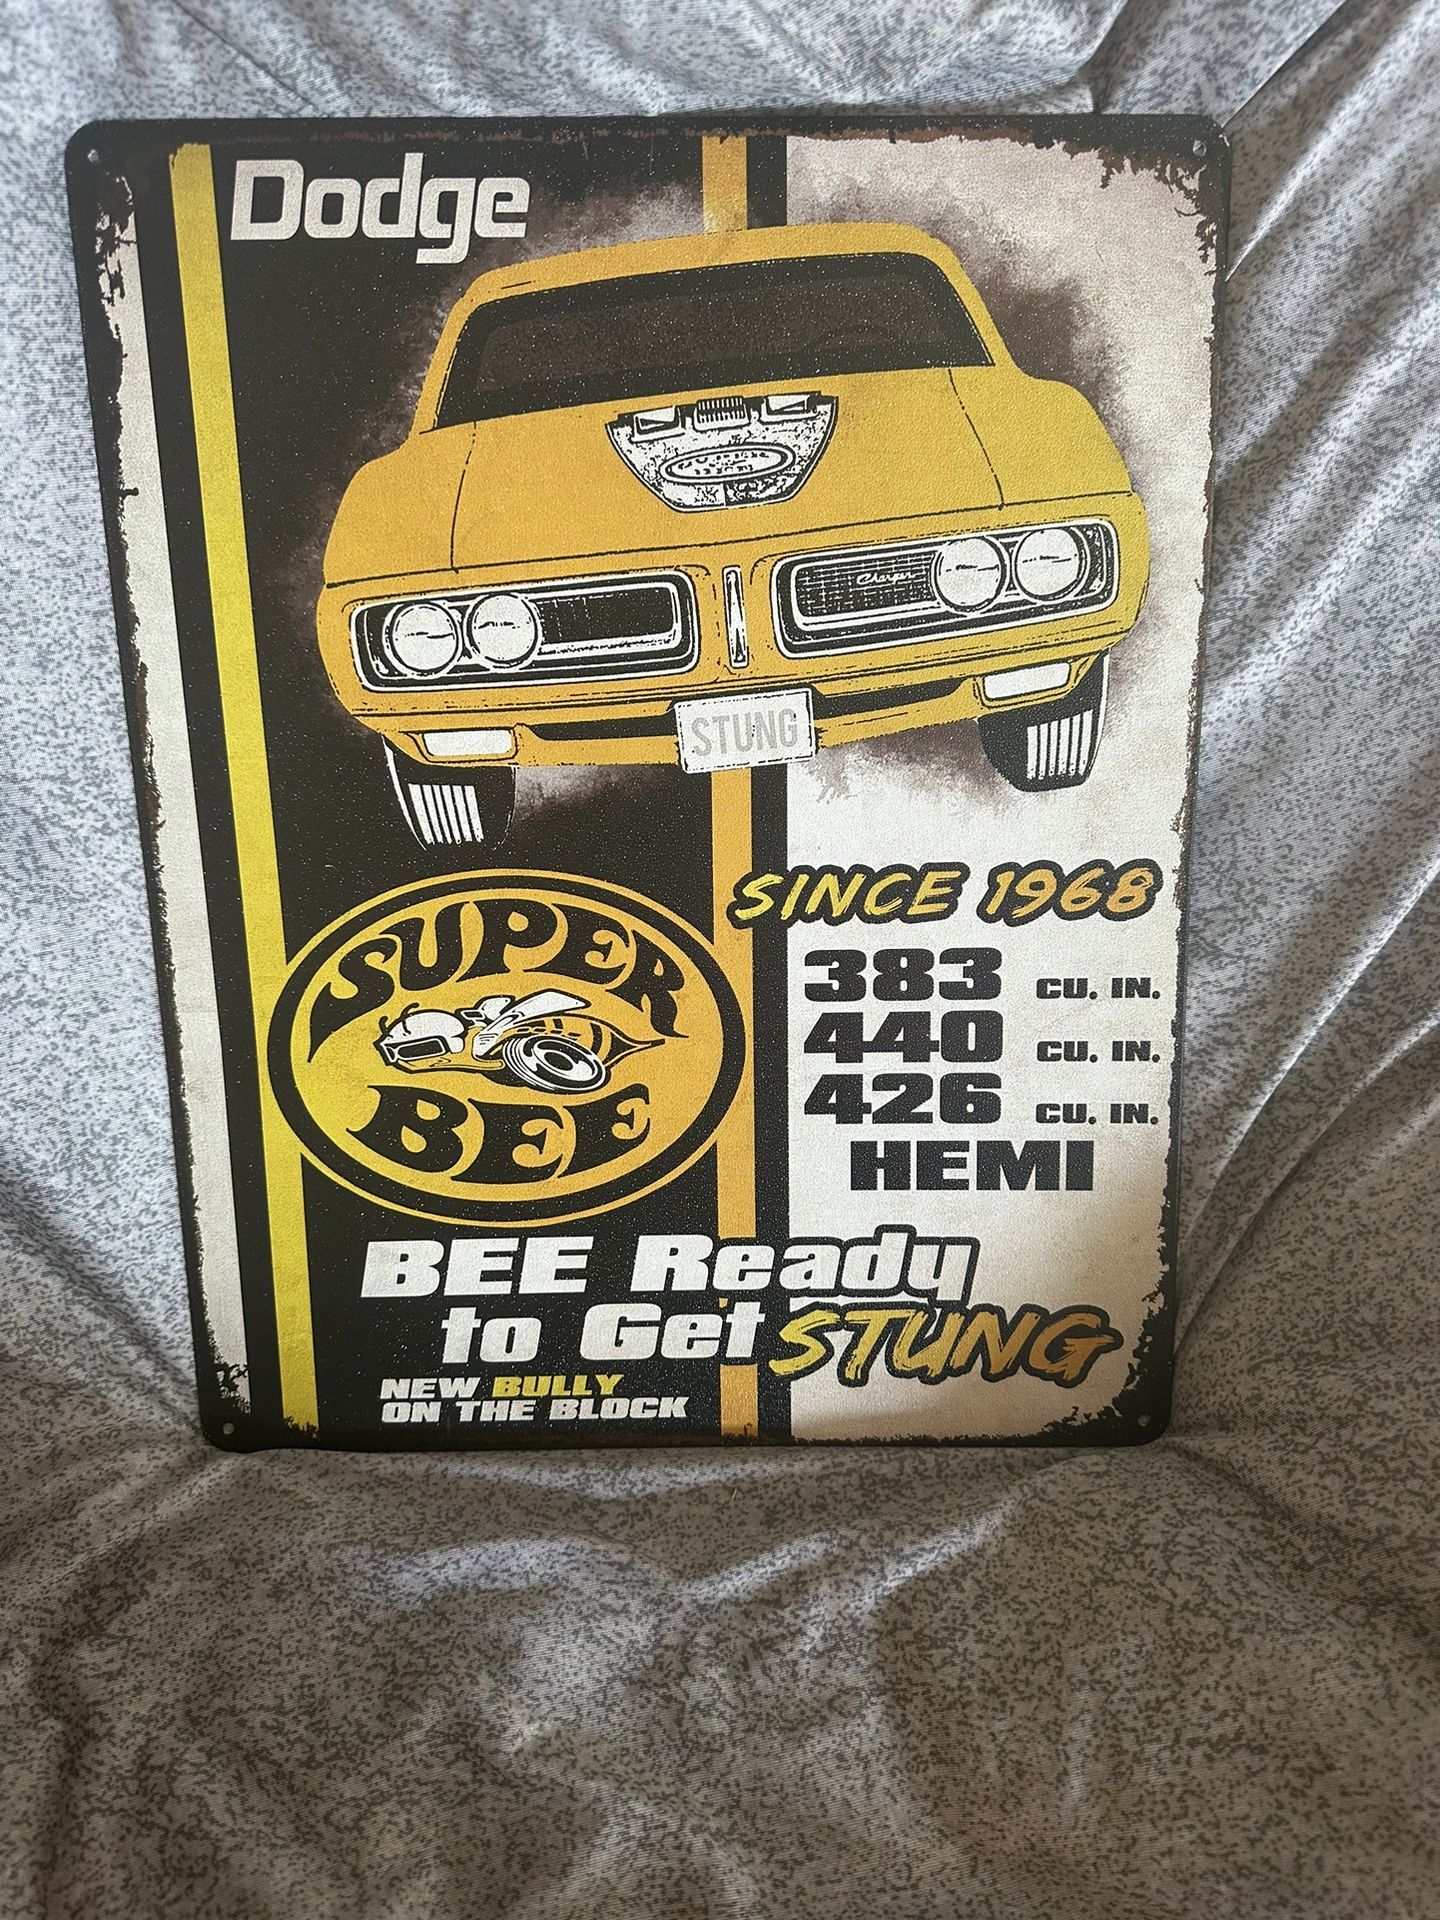 Dodge
Charger
STUNG
SINCE 1968
383 CU. IN.
440 CU. IN.
426 CU. IN.
HEMI
SUPER
BEE
BEE Ready
to Get STUNG
NEW BULLY
ON THE BLOCK